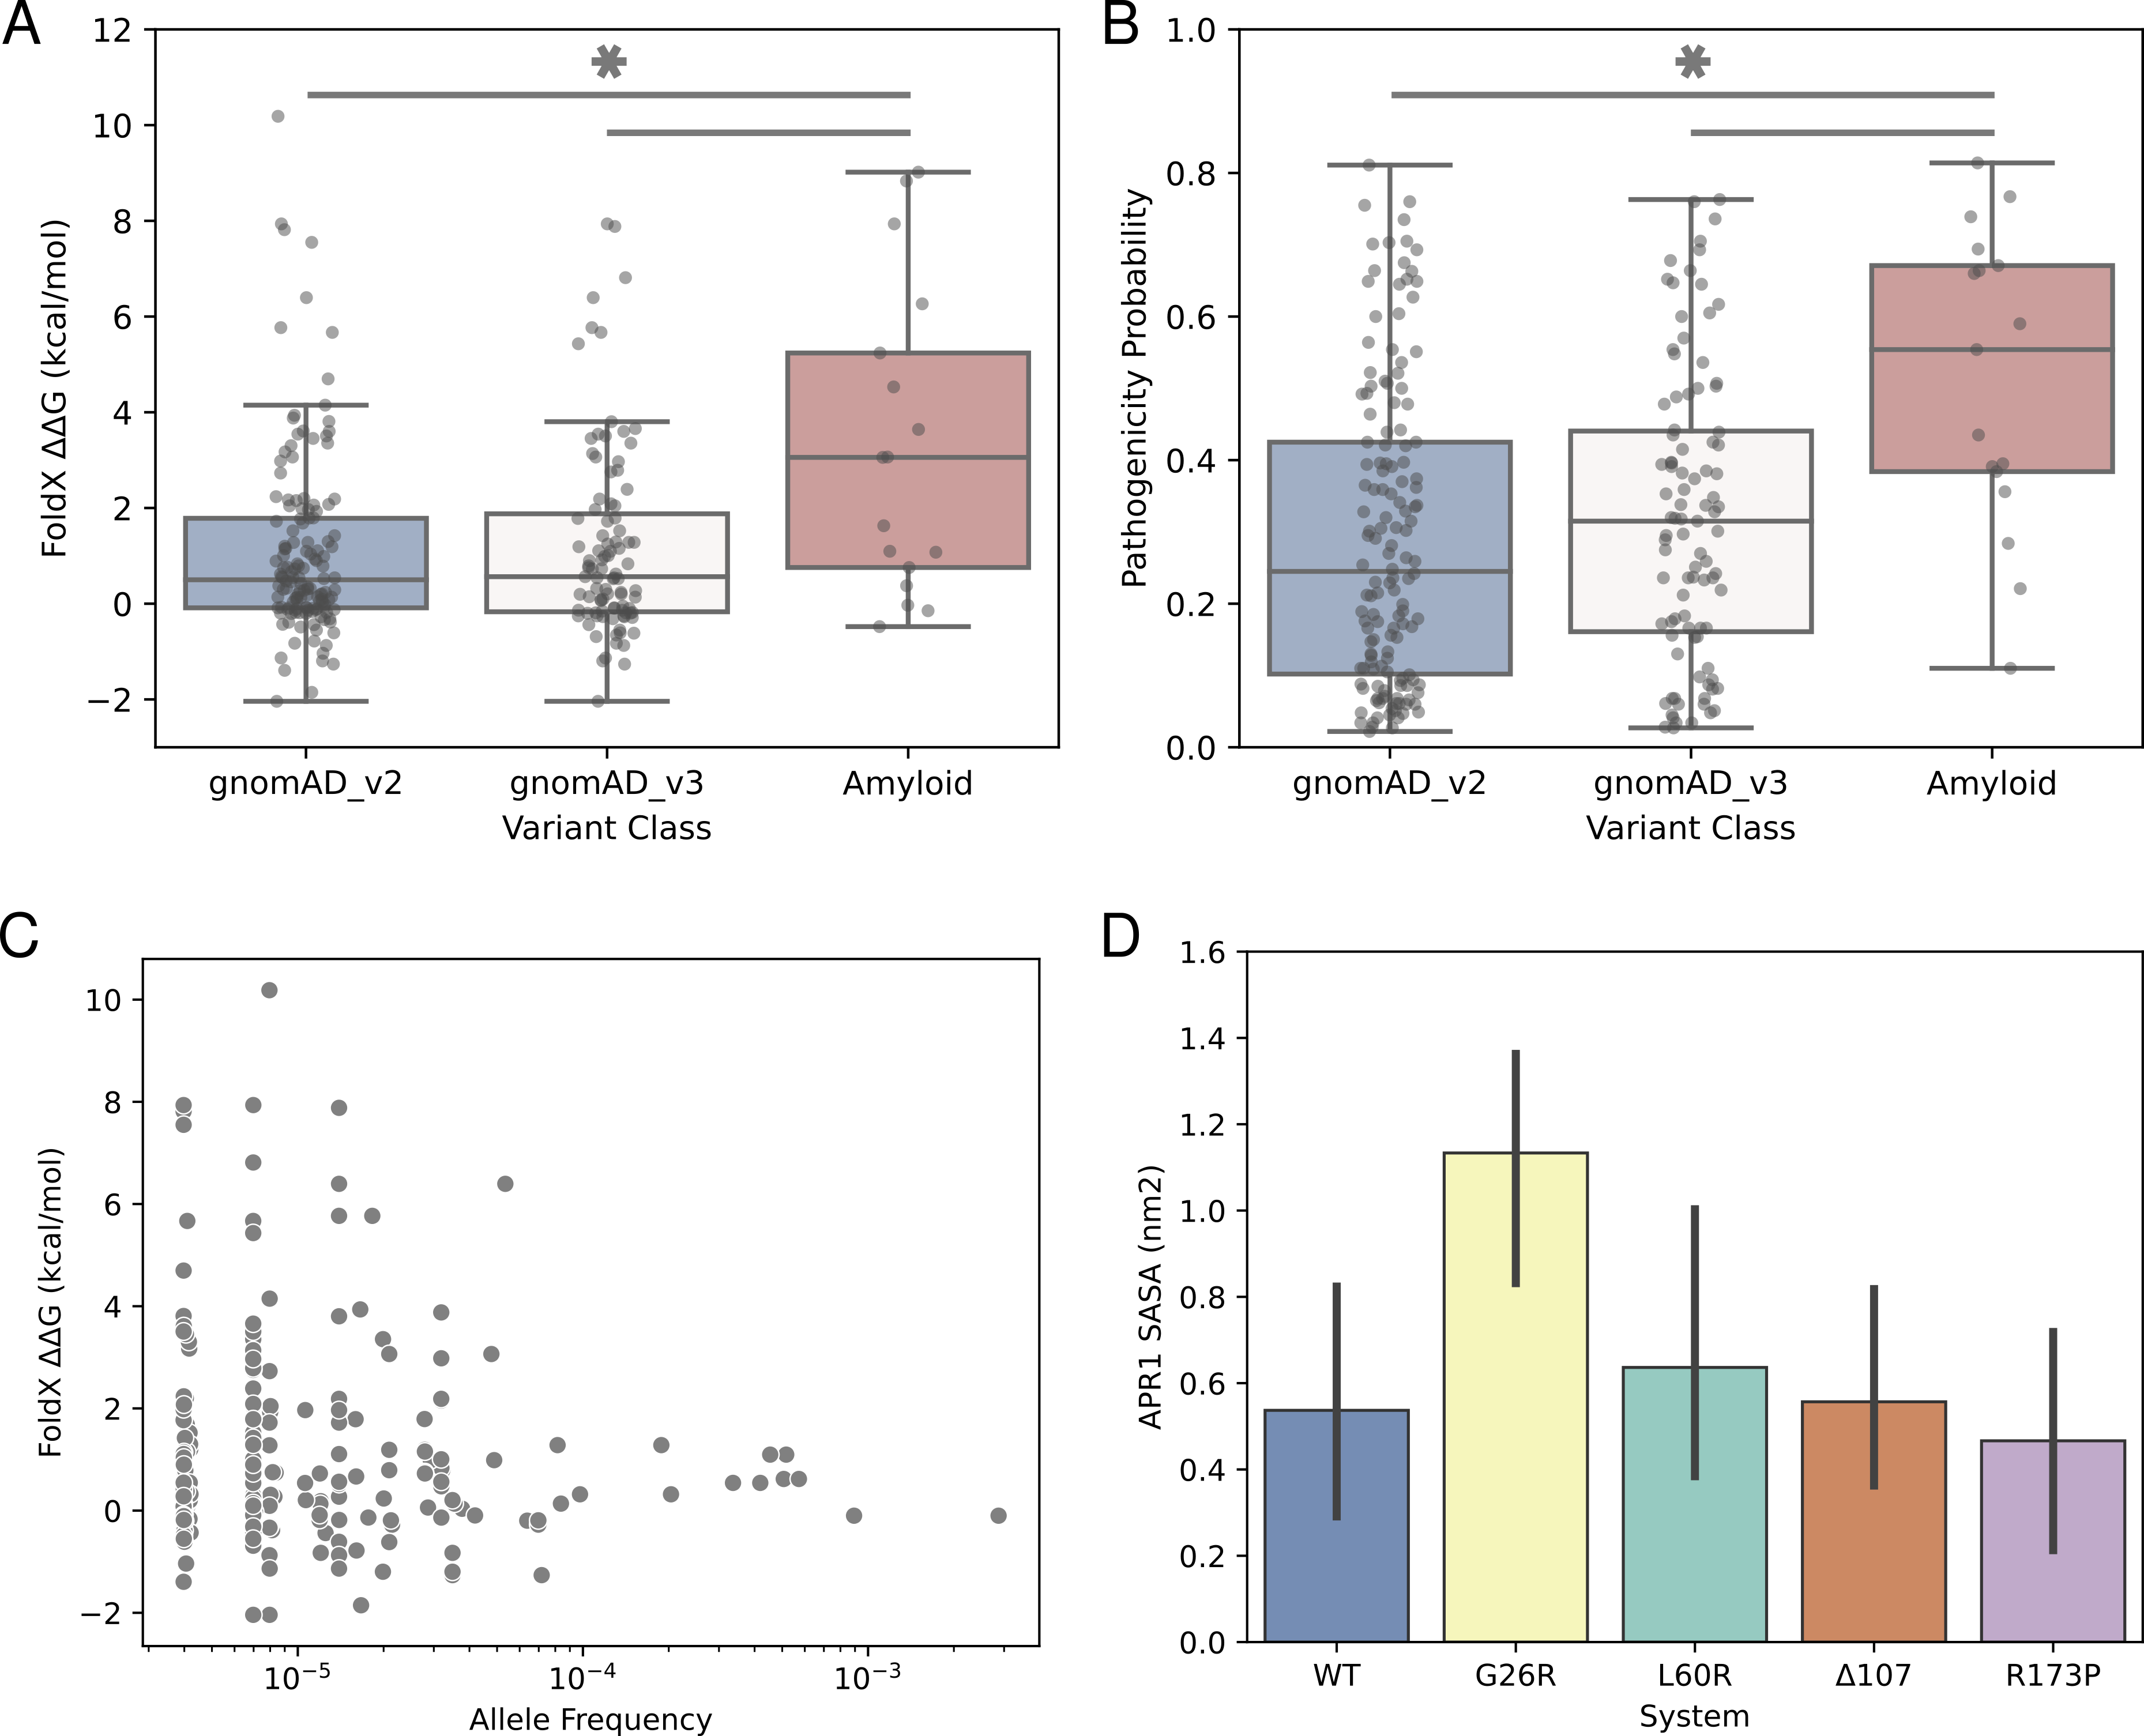 A
FoldX ΔΔG (kcal/mol)
12
10
8
6
4
2
0
−2
*
gnomAD_v2 gnomAD_v3 Amyloid
Variant Class
B
Pathogenicity Probability
1.0
0.8
0.6
0.4
0.2
0.0
*
gnomAD_v2 gnomAD_v3 Amyloid
Variant Class
C
FoldX ΔΔG (kcal/mol)
10
8
6
4
2
0
−2
10⁻⁵ 10⁻⁴ 10⁻³
Allele Frequency
D
APR1 SASA (nm2)
1.6
1.4
1.2
1.0
0.8
0.6
0.4
0.2
0.0
WT G26R L60R Δ107 R173P
System